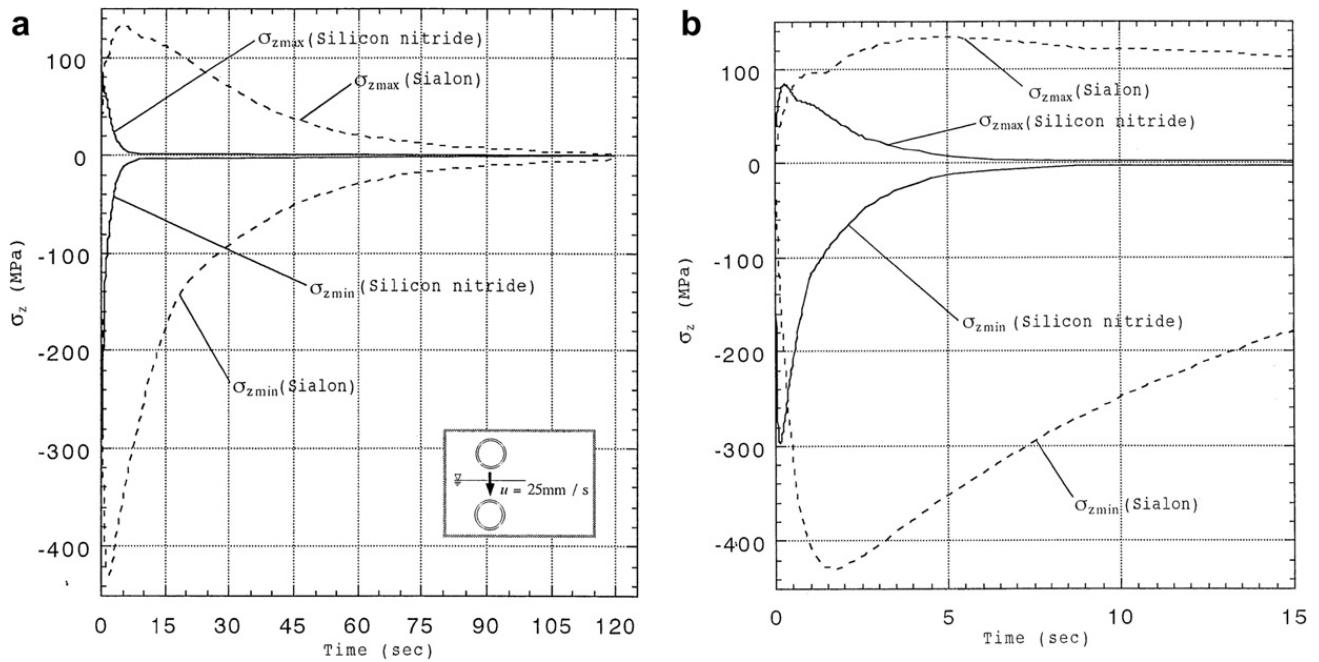 a
σzmax(Silicon nitride)
σzmax(Sialon)
σzmin(Silicon nitride)
σzmin(Sialon)
u = 25mm / s
100
0
-100
-200
-300
-400
σz (MPa)
0 15 30 45 60 75 90 105 120
Time (sec)
b
σzmax(Sialon)
σzmax(Silicon nitride)
σzmin(Silicon nitride)
σzmin(Sialon)
100
0
-100
-200
-300
-400
σz (MPa)
0 5 10 15
Time (sec)